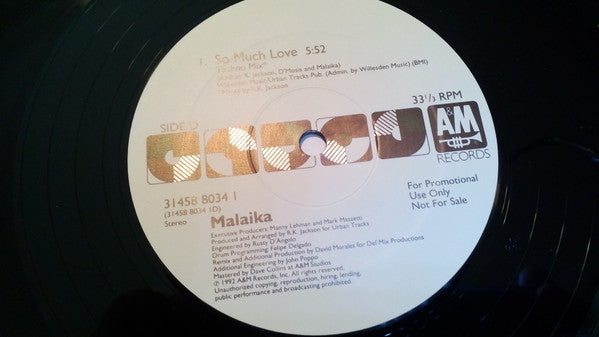 1. So Much Love 5:52
Techno Mix*
(Lall by K. Jackson, D'Mosis and Malaika)
Willesden Music/Urban Tracks Pub. (Admin. by Willesden Music) (BMI)
*Mixed by R.K. Jackson
SIDE D
33 1/3 RPM
A&M
RECORDS
31458 8034 1
(31458 8034 1D)
Stereo
For Promotional
Use Only
Not For Sale
Malaika
Executive Producers: Manny Lehman and Mark Mazzetti
Produced and Arranged by R.K. Jackson for Urban Tracks
Engineered by Rusty D'Angelo
Drum Programming: Felipe Delgado
Remix and Additional Production by David Morales for Def Mix Productions
Additional Engineering by John Poppo
Mastered by Dave Collins at A&M Studios
℗ 1992 A&M Records, Inc. All rights reserved.
Unauthorized copying, reproduction, hiring, lending,
public performance and broadcasting prohibited.